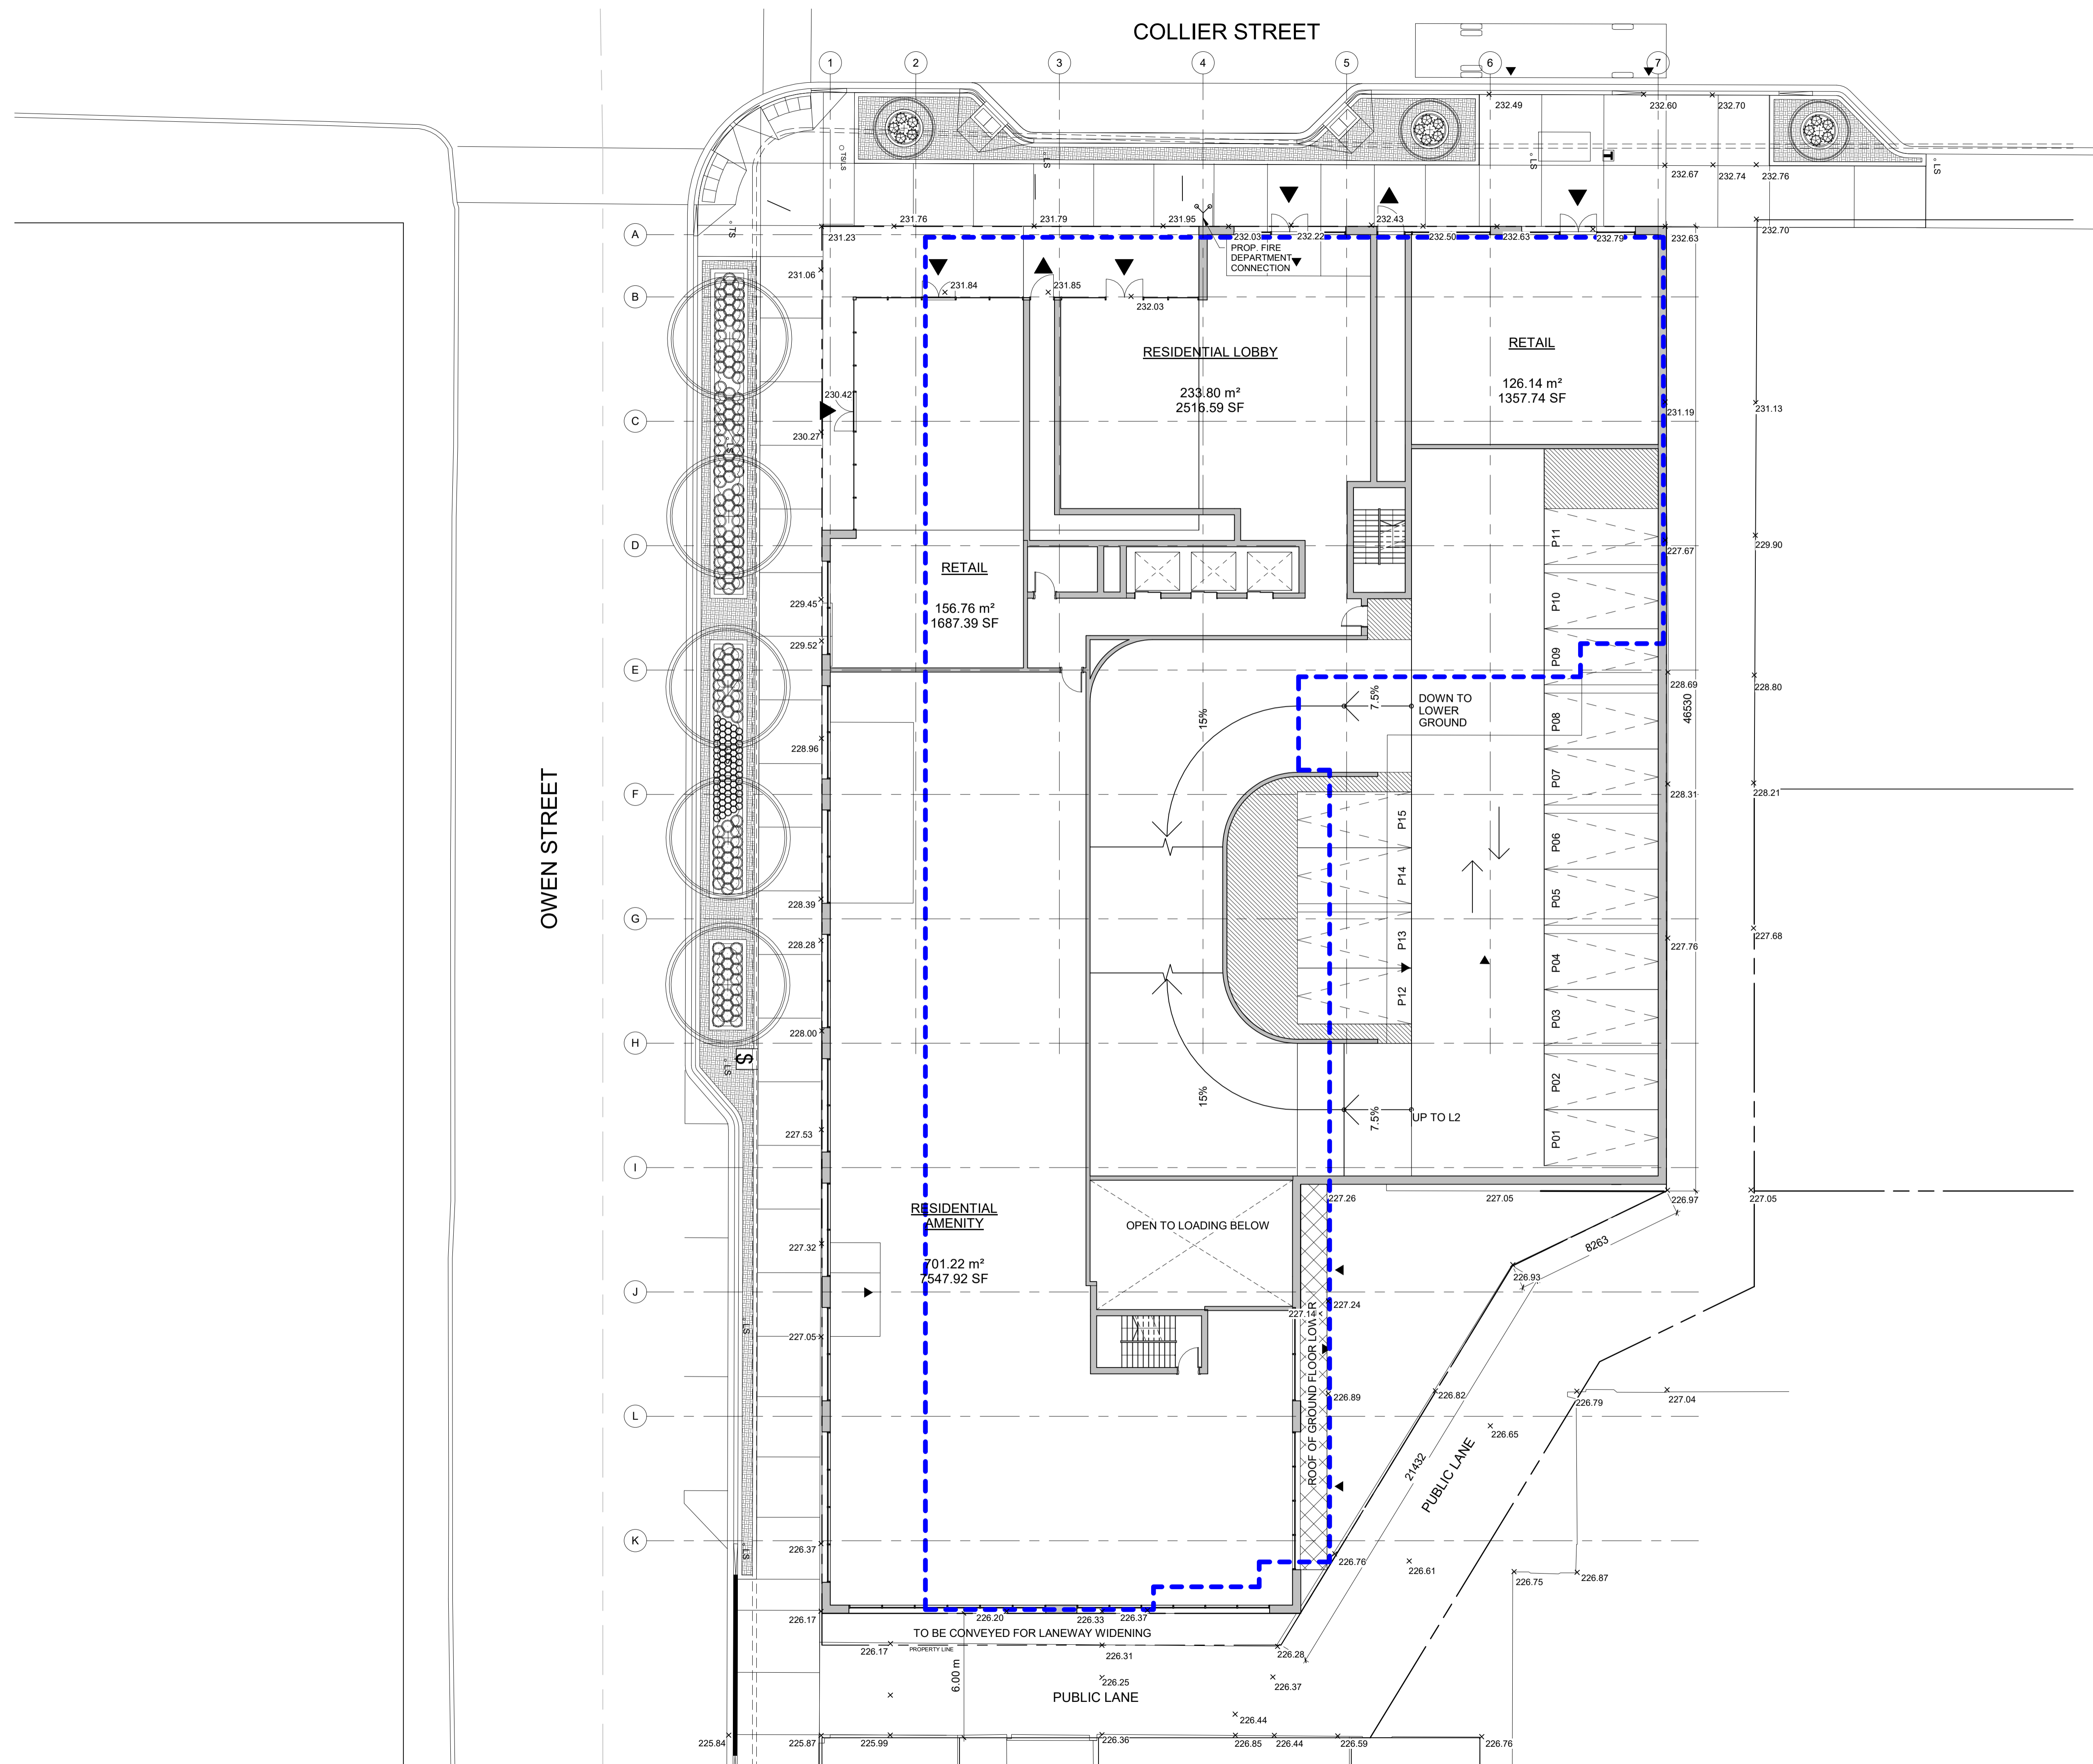 COLLIER STREET
1
2
3
4
5
6
7
232.49
232.60
232.70
TS/LS
LS
LS
T
LS
232.67
232.74
232.76
TS
231.76
231.79
231.95
232.43
A
231.23
232.03
232.22
232.50
232.63
232.79
232.63
232.70
PROP. FIRE
DEPARTMENT
CONNECTION
231.06
231.84
231.85
B
232.03
RESIDENTIAL LOBBY
233.80 m²
2516.59 SF
RETAIL
126.14 m²
1357.74 SF
230.42
231.19
231.13
C
230.27
LS
D
P11
227.67
229.90
RETAIL
156.76 m²
1687.39 SF
229.45
P10
229.52
P09
E
228.69
228.80
46530
15%
7.5%
DOWN TO
LOWER
GROUND
P08
228.96
P07
F
228.31
228.21
OWEN STREET
P15
P06
P14
P05
228.39
G
228.28
P13
227.76
227.68
P04
P12
P03
228.00
H
S
LS
P02
15%
7.5%
UP TO L2
227.53
P01
I
227.26
227.05
226.97
227.05
RESIDENTIAL
AMENITY
701.22 m²
7547.92 SF
OPEN TO LOADING BELOW
227.32
8263
226.93
J
227.24
227.14
LS
227.05
ROOF OF GROUND FLOOR LOWER
226.89
226.82
226.79
227.04
L
226.65
21432
PUBLIC LANE
K
226.37
LS
226.76
226.61
226.75
226.87
226.17
226.20
226.33
226.37
TO BE CONVEYED FOR LANEWAY WIDENING
226.17
PROPERTY LINE
226.31
226.28
6.00 m
226.25
226.37
PUBLIC LANE
226.44
225.84
225.87
225.99
226.36
226.85
226.44
226.59
226.76